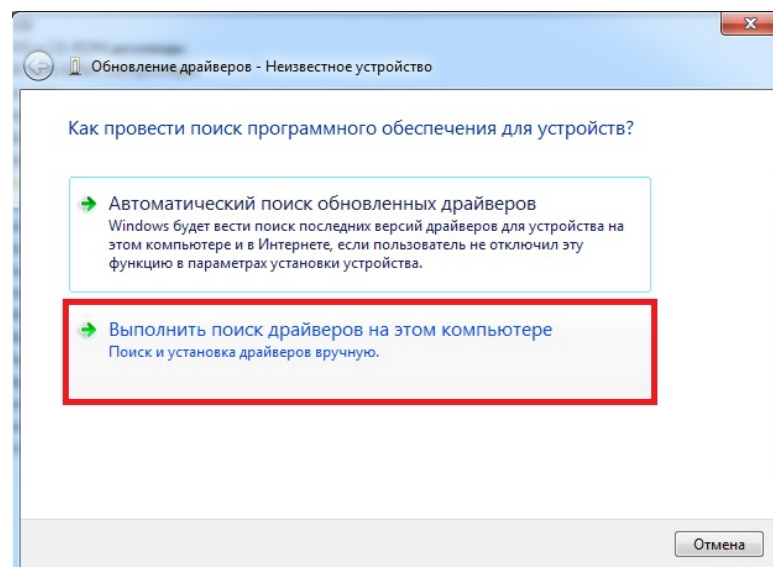 Обновление драйверов - Неизвестное устройство
Как провести поиск программного обеспечения для устройств?
Автоматический поиск обновленных драйверов
Windows будет вести поиск последних версий драйверов для устройства на
этом компьютере и в Интернете, если пользователь не отключил эту
функцию в параметрах установки устройства.
Выполнить поиск драйверов на этом компьютере
Поиск и установка драйверов вручную.
Отмена